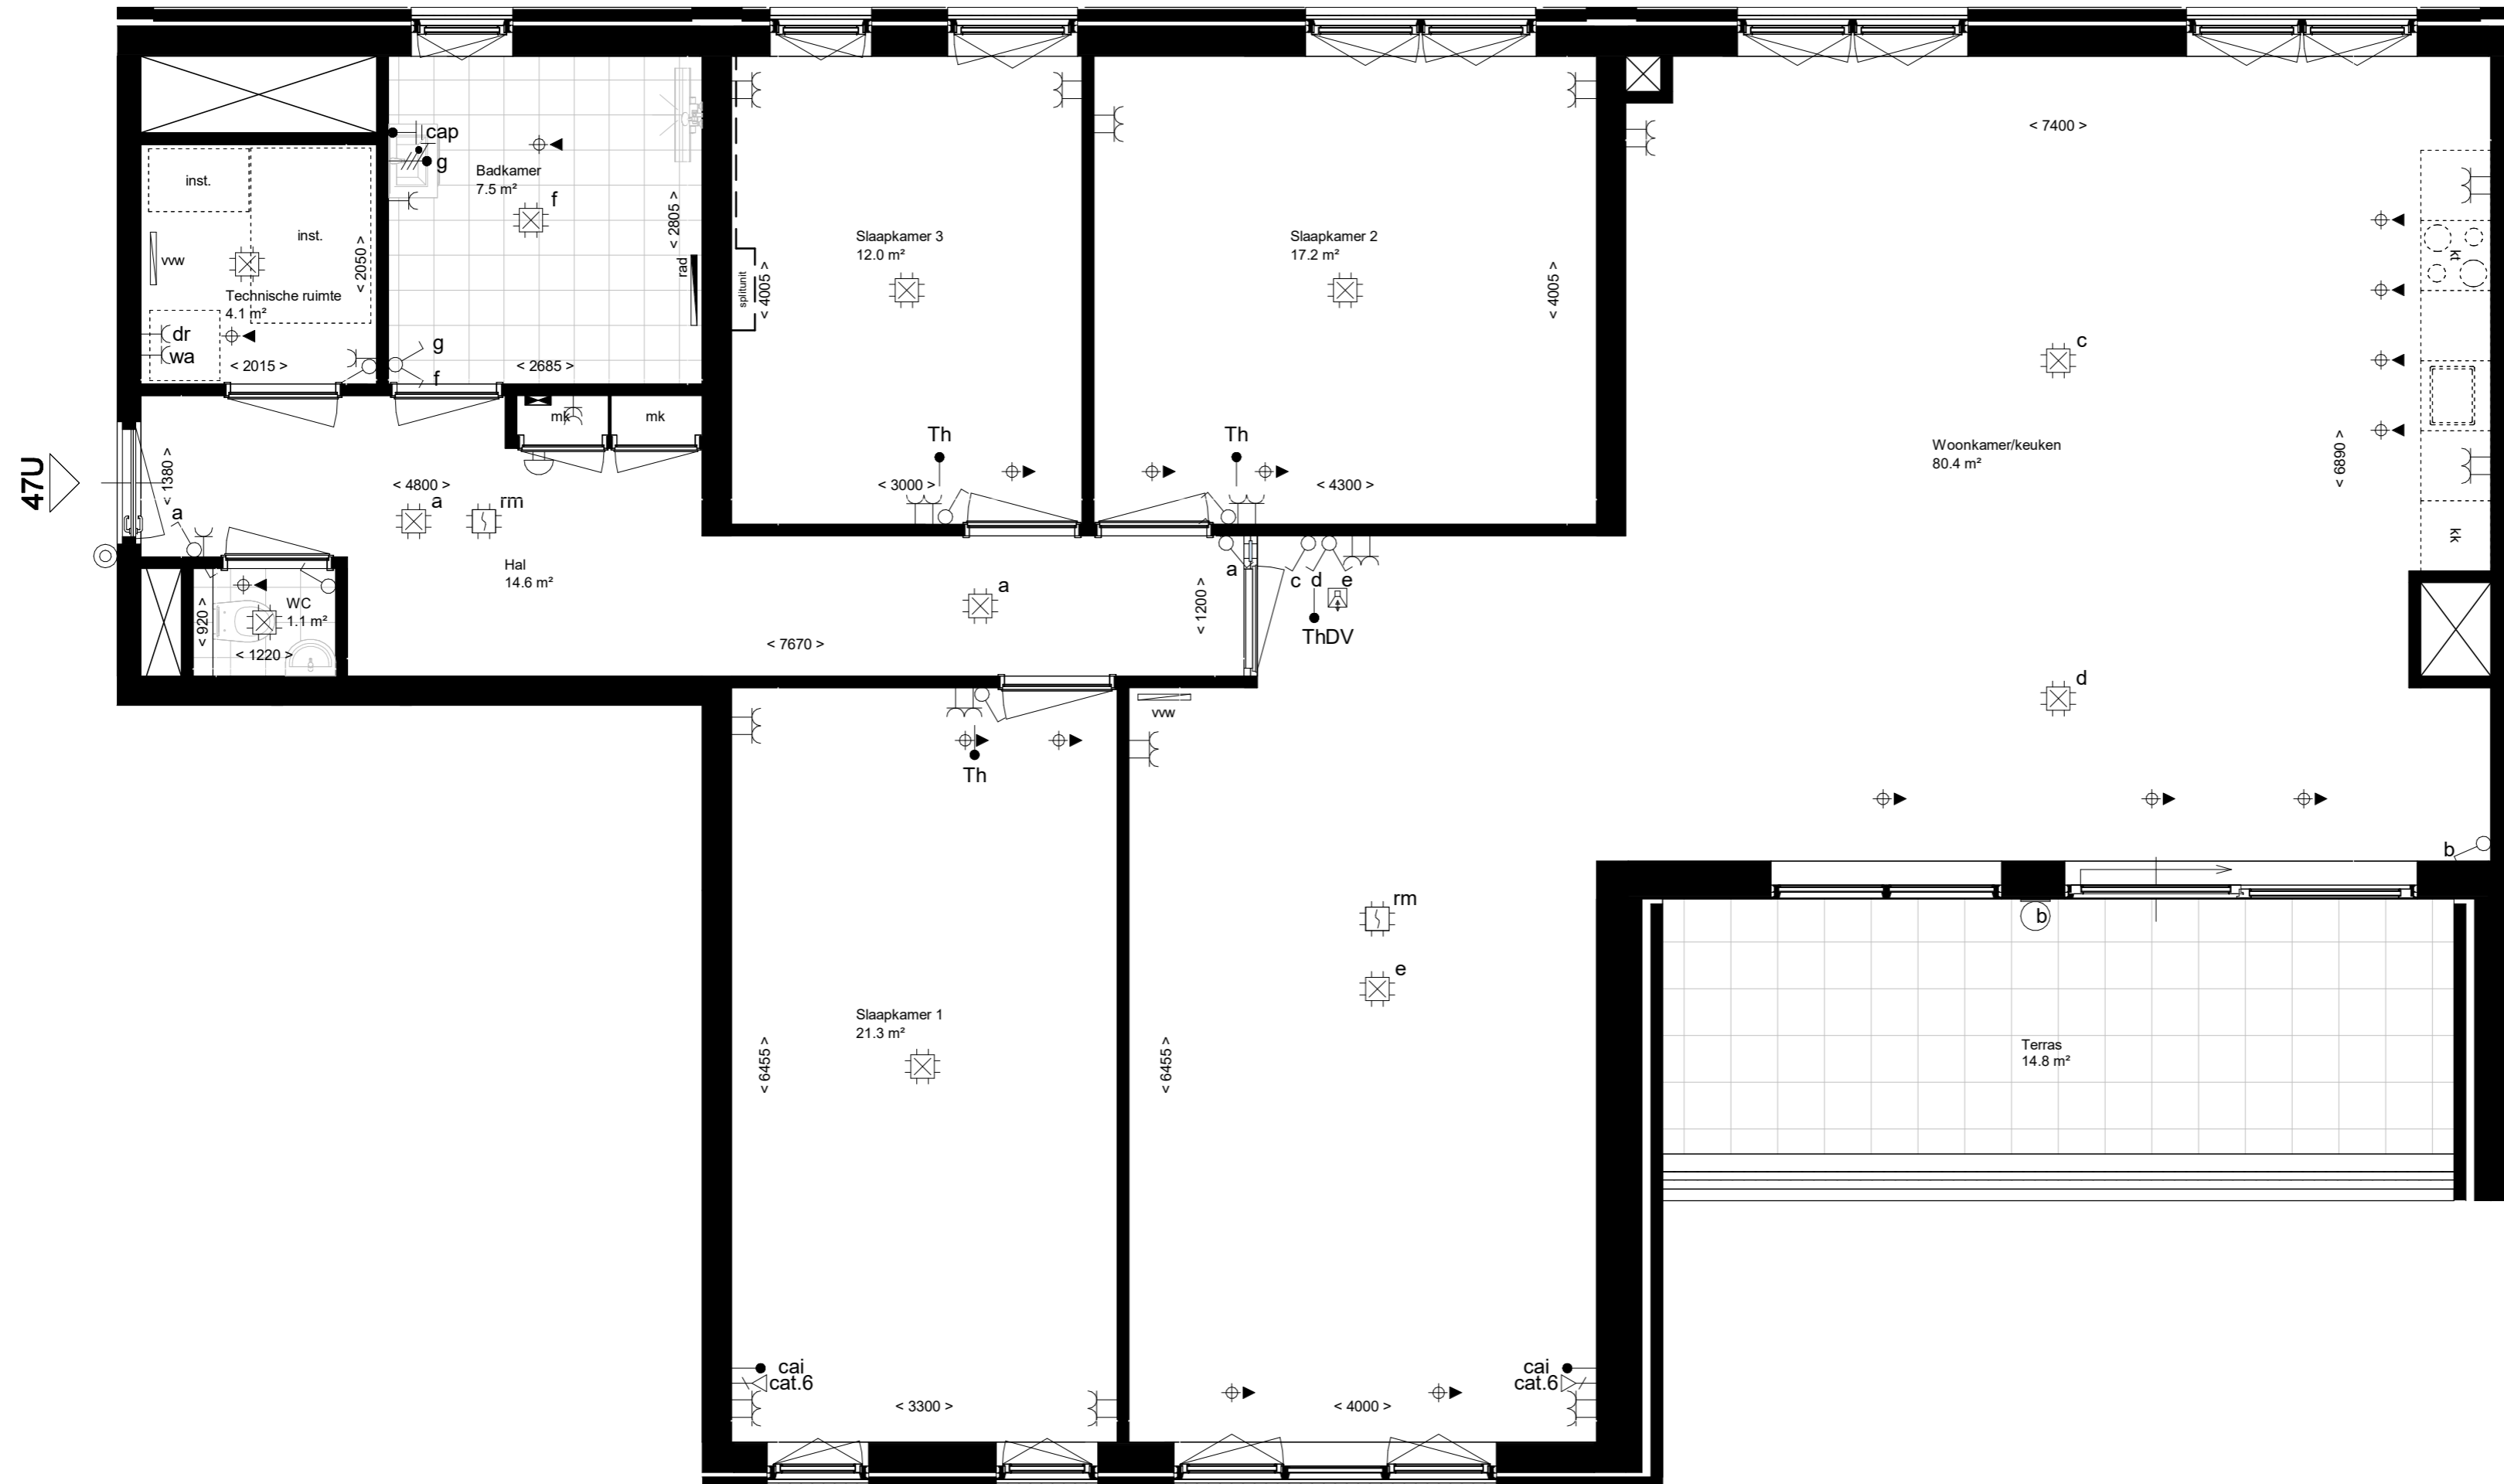 cap
g
Badkamer
7.5 m²
f
< 2805 >
rad
g
f
< 2685 >
inst.
inst.
vvw
< 2050 >
Technische ruimte
4.1 m²
dr
wa
< 2015 >
Slaapkamer 3
12.0 m²
splitunit
< 4005 >
Th
< 3000 >
Slaapkamer 2
17.2 m²
< 4005 >
Th
< 4300 >
< 7400 >
kt
c
Woonkamer/keuken
80.4 m²
< 6890 >
kk
mk
mk
47U
< 1380 >
a
< 4800 >
a
rm
Hal
14.6 m²
WC
1.1 m²
< 920 >
< 1220 >
a
< 7670 >
< 1200 >
a
c
d
e
ThDV
d
vvw
Th
b
b
rm
e
Slaapkamer 1
21.3 m²
< 6455 >
< 6455 >
Terras
14.8 m²
cai
cat.6
< 3300 >
cai
cat.6
< 4000 >